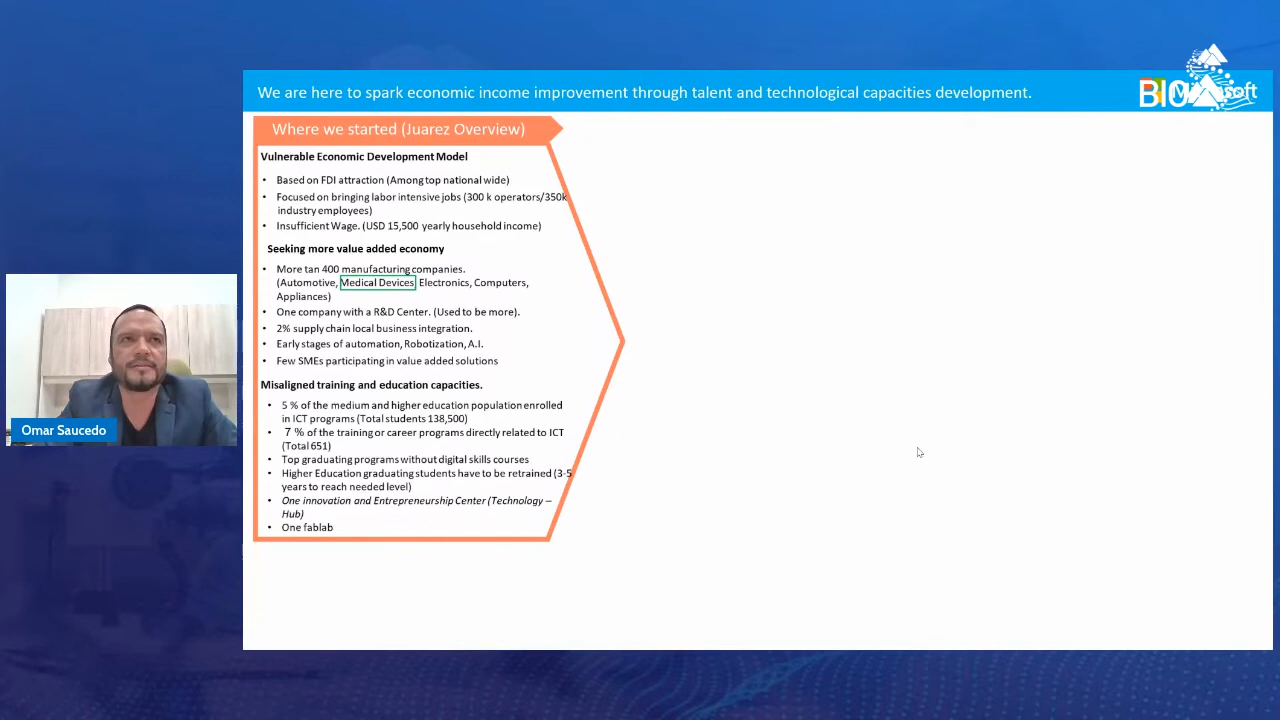 We are here to spark economic income improvement through talent and technological capacities development.
BIO
soft
Where we started (Juarez Overview)
Vulnerable Economic Development Model
• Based on FDI attraction (Among top national wide)
• Focused on bringing labor intensive jobs (300 k operators/350k
industry employees)
• Insufficient Wage. (USD 15,500 yearly household income)
Seeking more value added economy
• More tan 400 manufacturing companies.
(Automotive, Medical Devices, Electronics, Computers,
Appliances)
• One company with a R&D Center. (Used to be more).
• 2% supply chain local business integration.
• Early stages of automation, Robotization, A.I.
• Few SMEs participating in value added solutions
Misaligned training and education capacities.
• 5 % of the medium and higher education population enrolled
in ICT programs (Total students 138,500)
• 7 % of the training or career programs directly related to ICT
(Total 651)
• Top graduating programs without digital skills courses
• Higher Education graduating students have to be retrained (3-5
years to reach needed level)
• One innovation and Entrepreneurship Center (Technology –
Hub)
• One fablab
Omar Saucedo